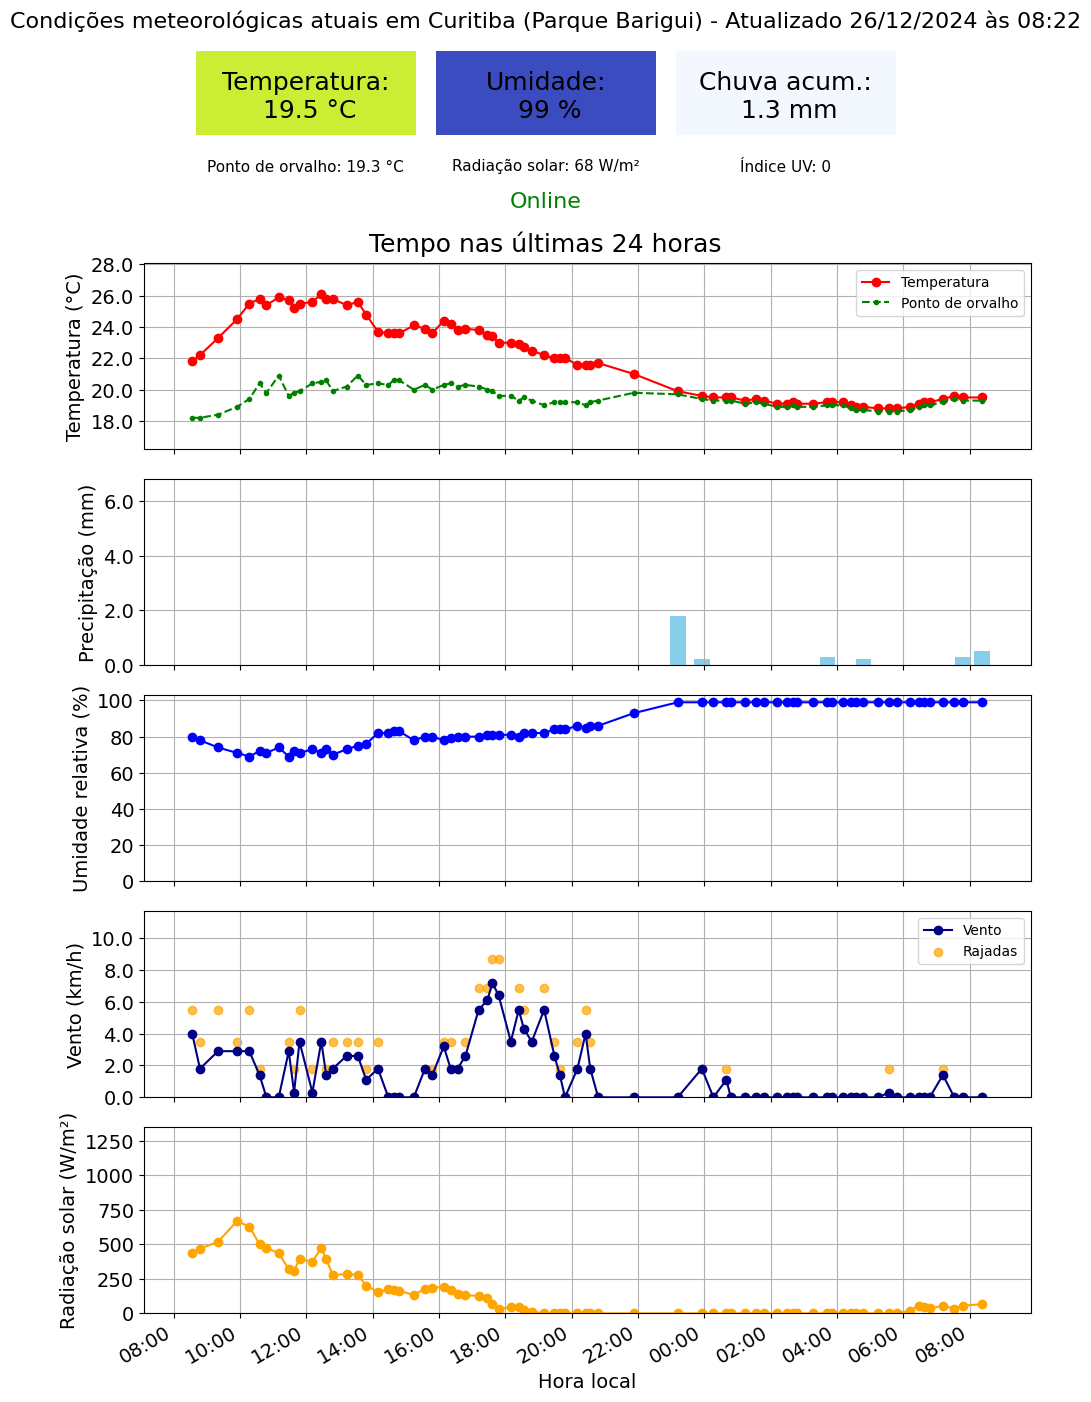 Condições meteorológicas atuais em Curitiba (Parque Barigui) - Atualizado 26/12/2024 às 08:22
Temperatura:
19.5 °C
Umidade:
99 %
Chuva acum.:
1.3 mm
Ponto de orvalho: 19.3 °C
Radiação solar: 68 W/m²
Índice UV: 0
Online
Tempo nas últimas 24 horas
Temperatura (°C)
28.0
26.0
24.0
22.0
20.0
18.0
Temperatura
Ponto de orvalho
Precipitação (mm)
6.0
4.0
2.0
0.0
Umidade relativa (%)
100
80
60
40
20
0
Vento (km/h)
10.0
8.0
6.0
4.0
2.0
0.0
Vento
Rajadas
Radiação solar (W/m²)
1250
1000
750
500
250
0
08:00
10:00
12:00
14:00
16:00
18:00
20:00
22:00
00:00
02:00
04:00
06:00
08:00
Hora local